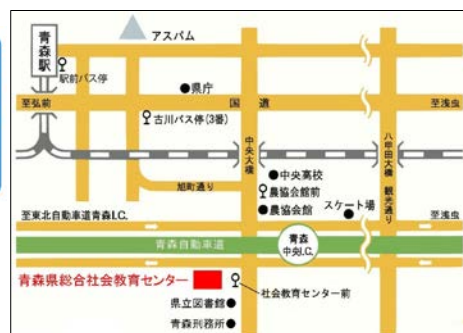 アスパム
青森駅
駅前バス停
県庁
至弘前
国道
至浅虫
古川バス停(3番)
中央大橋
八甲田大橋
観光通り
中央高校
旭町通り
農協会館前
農協会館
スケート場
至東北自動車道青森I.C.
至浅虫
青森自動車道
青森
中央I.C.
青森県総合社会教育センター
社会教育センター前
県立図書館
青森刑務所